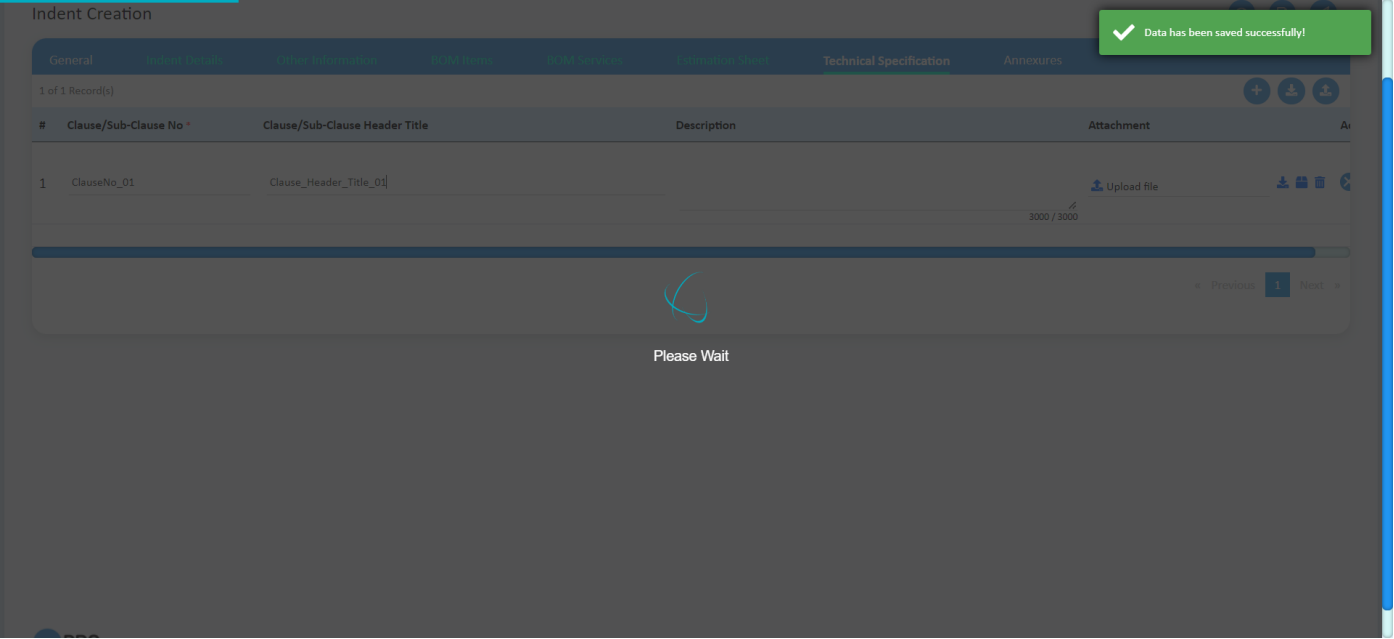 Indent Creation
Data has been saved successfully!
General Indent Details Other Information BOM Items BOM Services Estimation Sheet Technical Specification Annexures
1 of 1 Record(s)
# Clause/Sub-Clause No * Clause/Sub-Clause Header Title Description Attachment
1 ClauseNo_01 Clause_Header_Title_01 Upload file
3000 / 3000
« Previous 1 Next »
Please Wait